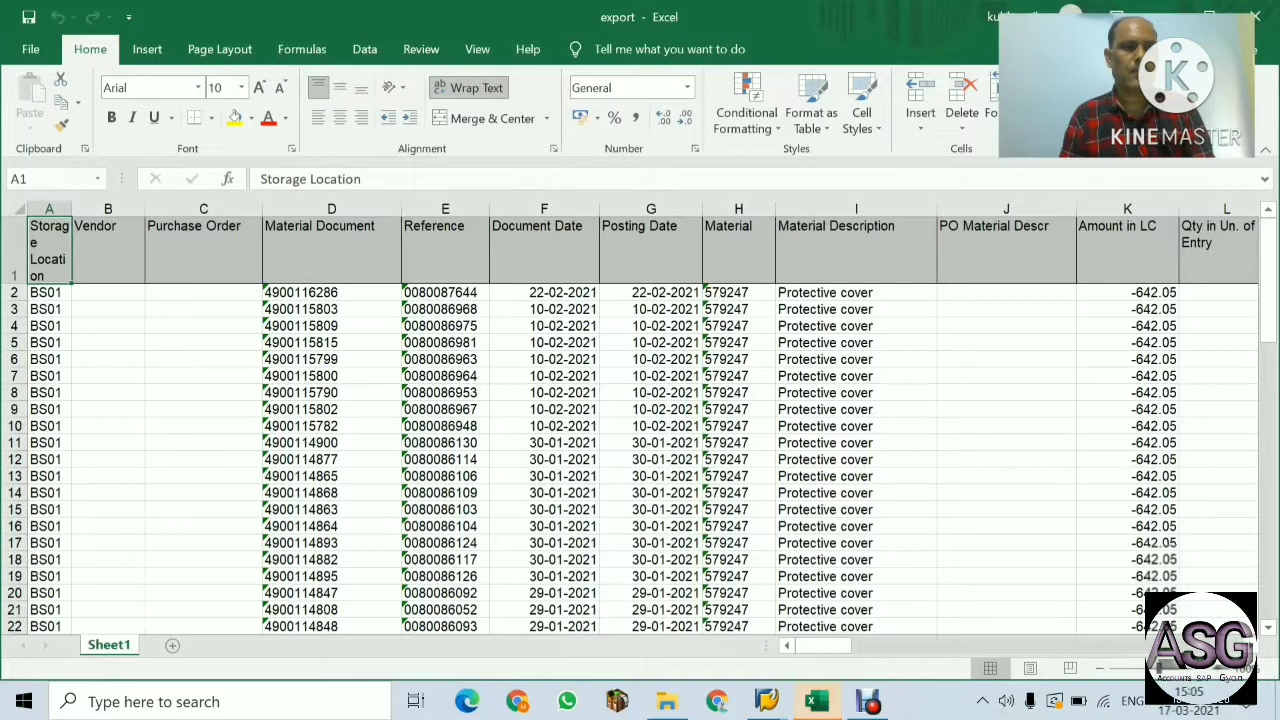 export - Excel
File Home Insert Page Layout Formulas Data Review View Help Tell me what you want to do
K
KINEMASTER
Paste
Arial 10
B I U
Wrap Text
Merge & Center
General
Conditional Formatting
Format as Table
Cell Styles
Insert Delete
Clipboard Font Alignment Number Styles Cells
A1 fx Storage Location
A B C D E F G H I J K L
1 Storage Location Vendor Purchase Order Material Document Reference Document Date Posting Date Material Material Description PO Material Descr Amount in LC Qty in Un. of Entry
2 BS01 4900116286 0080087644 22-02-2021 22-02-2021 579247 Protective cover -642.05
3 BS01 4900115803 0080086968 10-02-2021 10-02-2021 579247 Protective cover -642.05
4 BS01 4900115809 0080086975 10-02-2021 10-02-2021 579247 Protective cover -642.05
5 BS01 4900115815 0080086981 10-02-2021 10-02-2021 579247 Protective cover -642.05
6 BS01 4900115799 0080086963 10-02-2021 10-02-2021 579247 Protective cover -642.05
7 BS01 4900115800 0080086964 10-02-2021 10-02-2021 579247 Protective cover -642.05
8 BS01 4900115790 0080086953 10-02-2021 10-02-2021 579247 Protective cover -642.05
9 BS01 4900115802 0080086967 10-02-2021 10-02-2021 579247 Protective cover -642.05
10 BS01 4900115782 0080086948 10-02-2021 10-02-2021 579247 Protective cover -642.05
11 BS01 4900114900 0080086130 30-01-2021 30-01-2021 579247 Protective cover -642.05
12 BS01 4900114877 0080086114 30-01-2021 30-01-2021 579247 Protective cover -642.05
13 BS01 4900114865 0080086106 30-01-2021 30-01-2021 579247 Protective cover -642.05
14 BS01 4900114868 0080086109 30-01-2021 30-01-2021 579247 Protective cover -642.05
15 BS01 4900114863 0080086103 30-01-2021 30-01-2021 579247 Protective cover -642.05
16 BS01 4900114864 0080086104 30-01-2021 30-01-2021 579247 Protective cover -642.05
17 BS01 4900114893 0080086124 30-01-2021 30-01-2021 579247 Protective cover -642.05
18 BS01 4900114882 0080086117 30-01-2021 30-01-2021 579247 Protective cover -642.05
19 BS01 4900114895 0080086126 30-01-2021 30-01-2021 579247 Protective cover -642.05
20 BS01 4900114847 0080086092 29-01-2021 29-01-2021 579247 Protective cover -642.05
21 BS01 4900114808 0080086052 29-01-2021 29-01-2021 579247 Protective cover -642.05
22 BS01 4900114848 0080086093 29-01-2021 29-01-2021 579247 Protective cover -642.05
Sheet1
ASG
Accounts SAP Gyan
Type here to search
ENG
15:05
17-03-2021